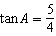 tan A = 5/4